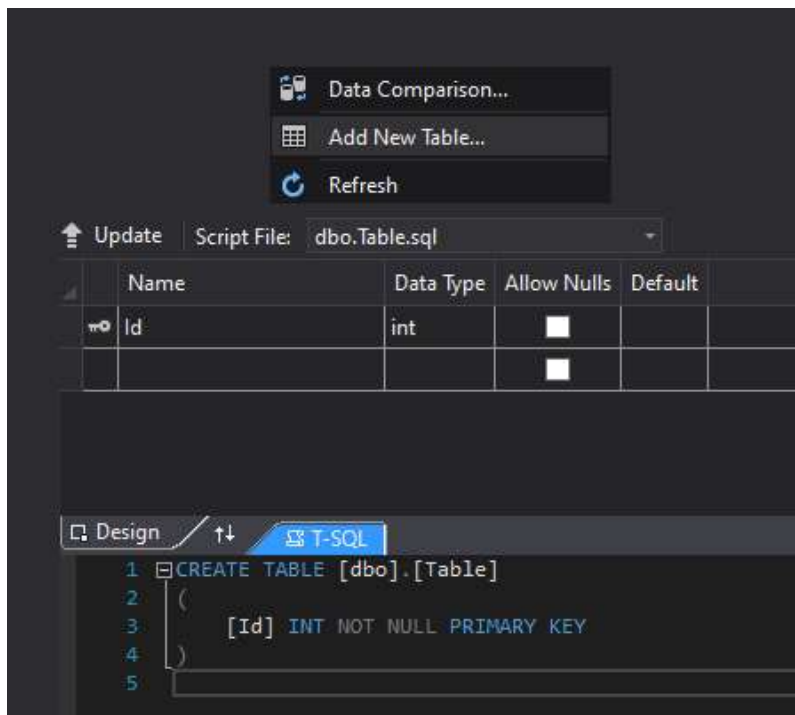 Data Comparison...
Add New Table...
Refresh
Update Script File: dbo.Table.sql
Name Data Type Allow Nulls Default
Id int
Design T-SQL
1 CREATE TABLE [dbo].[Table]
2 (
3 [Id] INT NOT NULL PRIMARY KEY
4 )
5